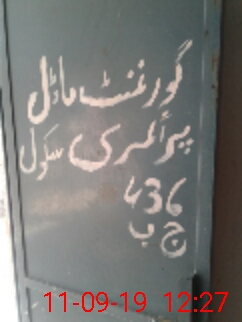 گورنمنٹ ماڈل
پرائمری سکول
436
ج ب
11-09-19 12:27